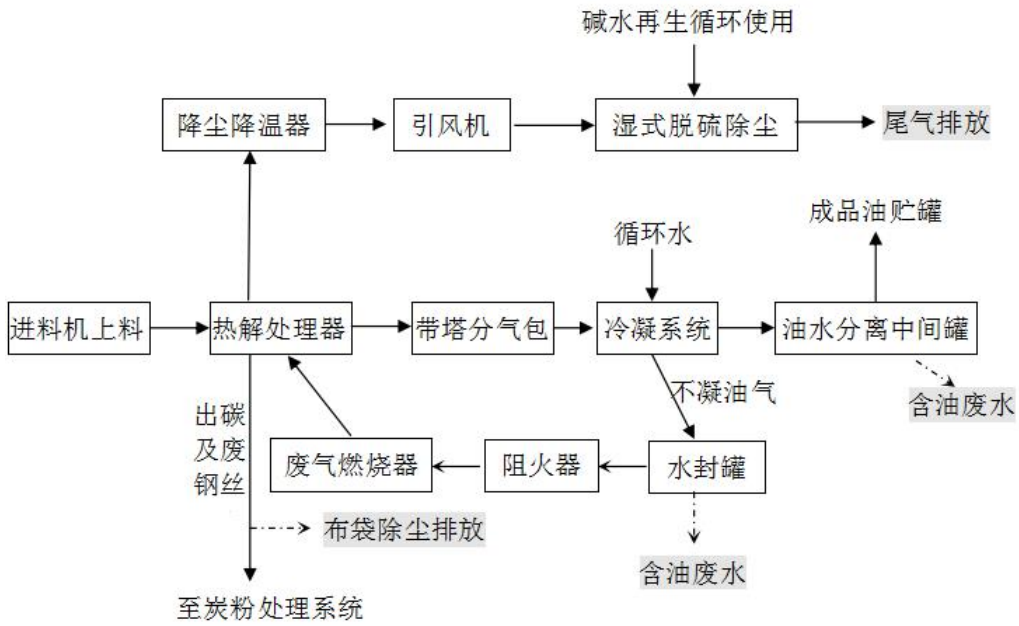 碱水再生循环使用
降尘降温器
引风机
湿式脱硫除尘
尾气排放
成品油贮罐
循环水
进料机上料
热解处理器
带塔分气包
冷凝系统
油水分离中间罐
不凝油气
含油废水
出碳
及废
钢丝
废气燃烧器
阻火器
水封罐
布袋除尘排放
含油废水
至炭粉处理系统